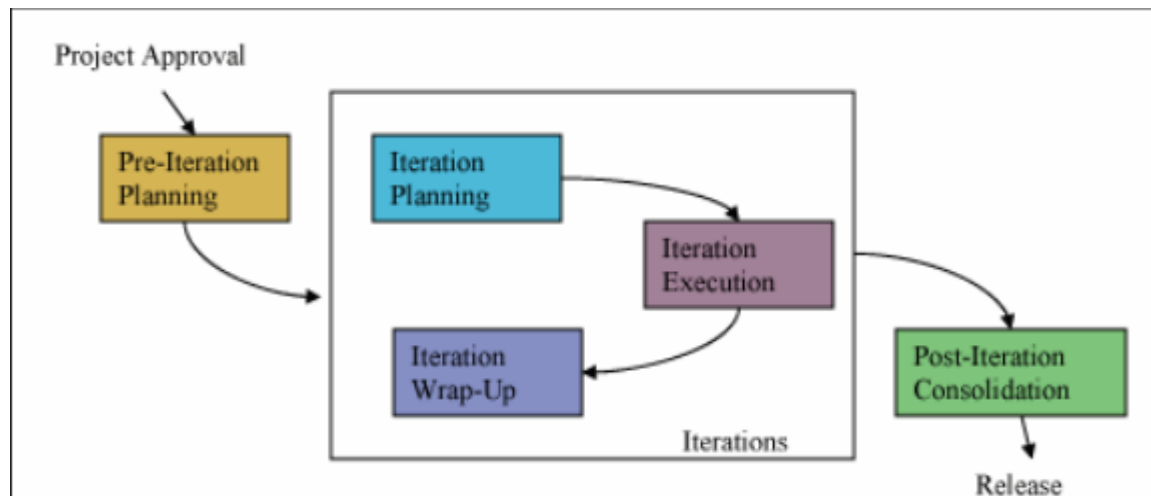 Project Approval
Pre-Iteration
Planning
Iteration
Planning
Iteration
Execution
Iteration
Wrap-Up
Iterations
Post-Iteration
Consolidation
Release